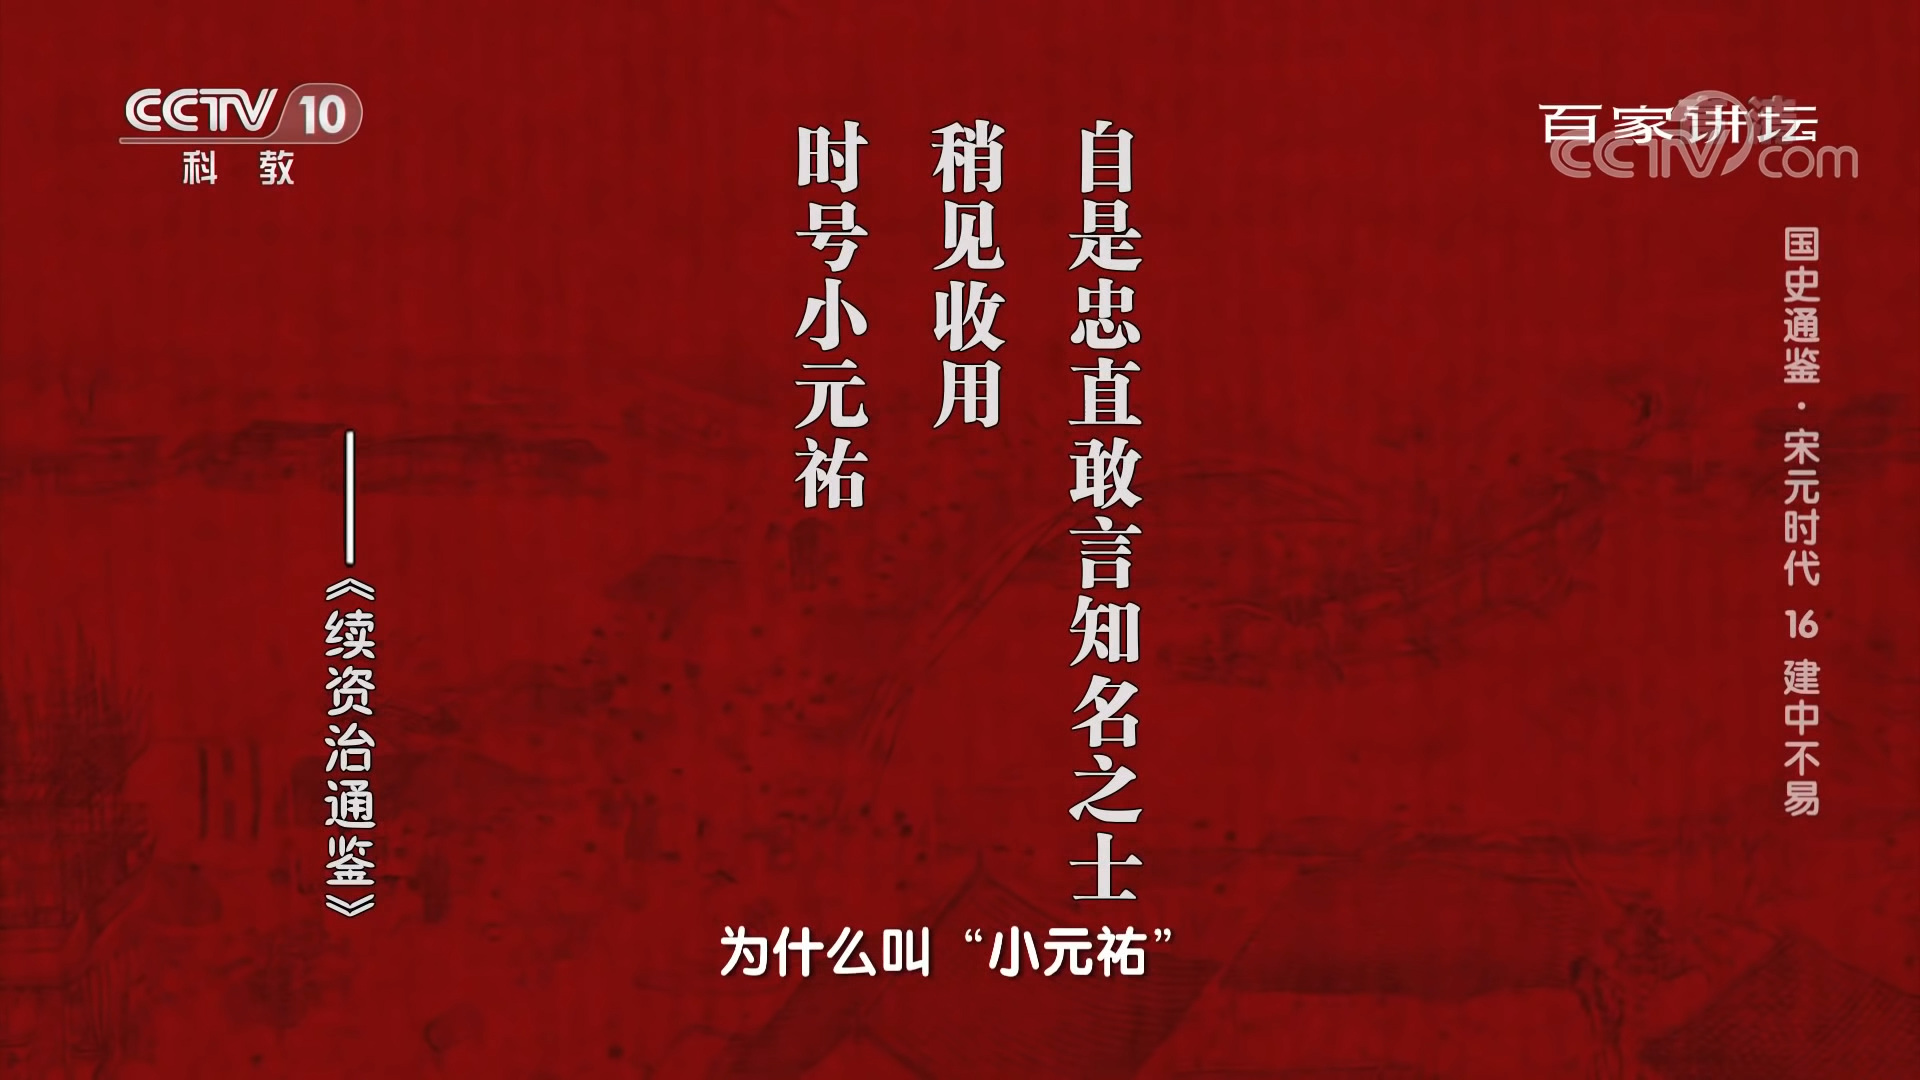 CCTV 10
科 教
百家讲坛
CCTV com
自是忠直敢言知名之士
稍见收用
时号小元祐
——《续资治通鉴》
国史通鉴·宋元时代 16 建中不易
为什么叫“小元祐”